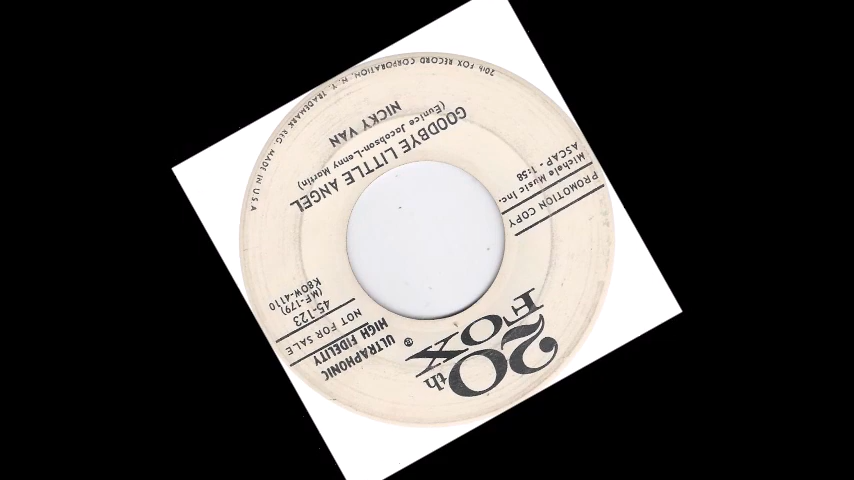 20th
FOX
FOX ®
ULTRAPHONIC
HIGH FIDELITY
PROMOTION COPY
NOT FOR SALE
Michele Music Inc.
ASCAP - 1:58
45-123
(MF-179)
K8OW-4110
GOODBYE LITTLE ANGEL
(Eunice Jacobson-Lenny Martin)
NICKY VAN
20th FOX RECORD CORPORATION, N. Y. TRADEMARK REG. MADE IN U.S.A